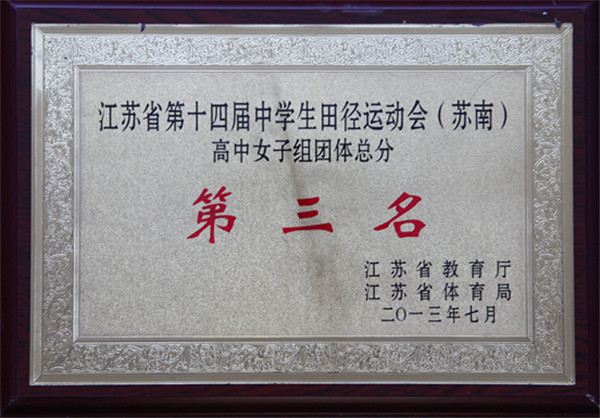 江苏省第十四届中学生田径运动会（苏南）
高中女子组团体总分
第三名
江苏省教育厅
江苏省体育局
二〇一三年七月